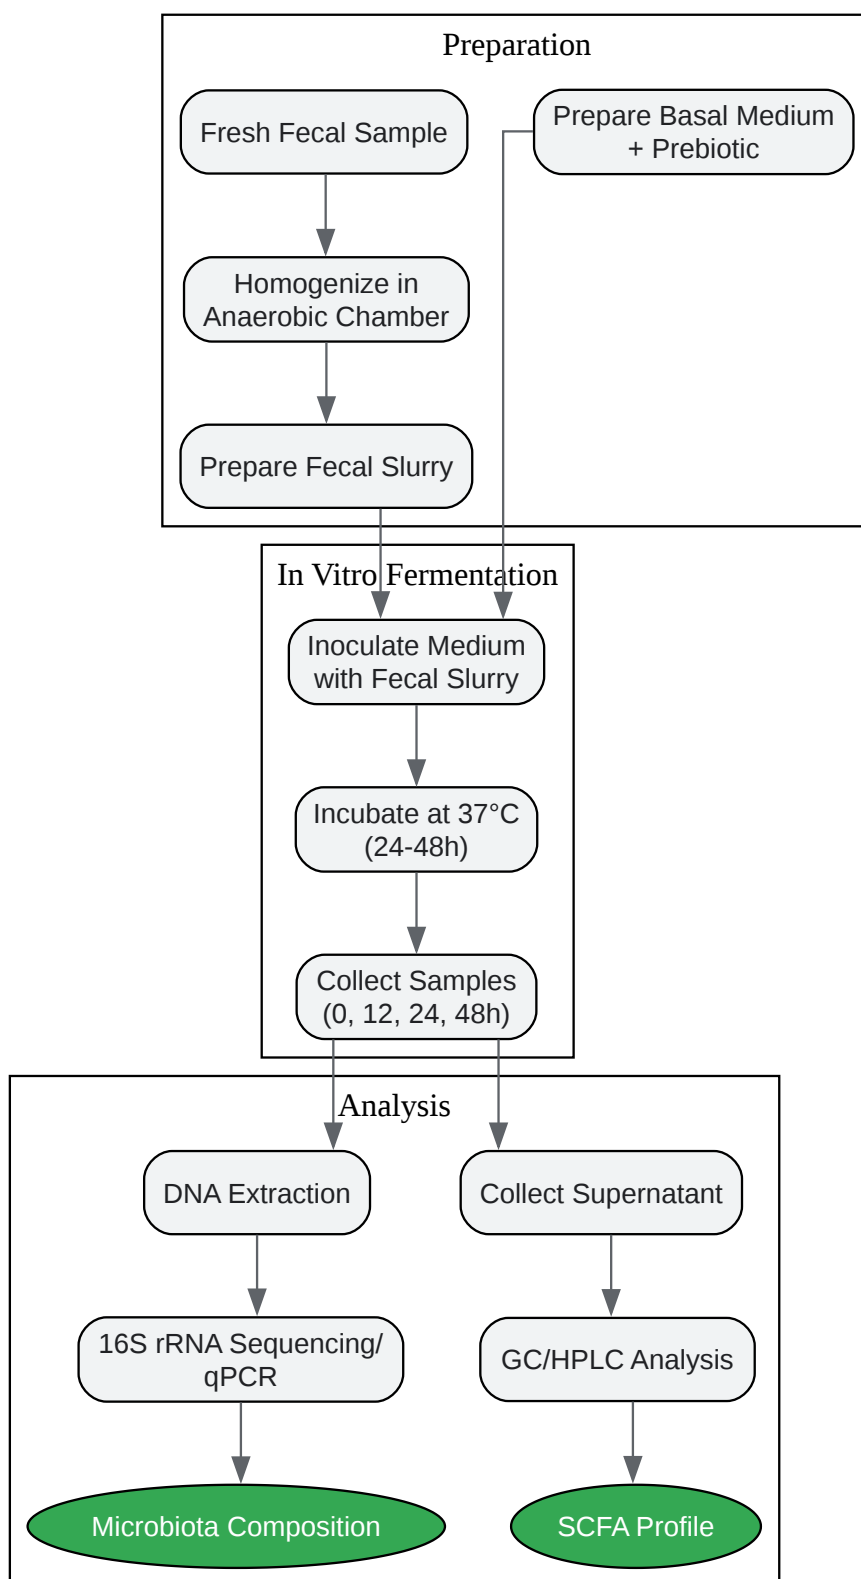 Preparation
Fresh Fecal Sample
Prepare Basal Medium
+ Prebiotic
Homogenize in
Anaerobic Chamber
Prepare Fecal Slurry
In Vitro Fermentation
Inoculate Medium
with Fecal Slurry
Incubate at 37°C
(24-48h)
Collect Samples
(0, 12, 24, 48h)
Analysis
DNA Extraction
Collect Supernatant
16S rRNA Sequencing/
qPCR
GC/HPLC Analysis
Microbiota Composition
SCFA Profile